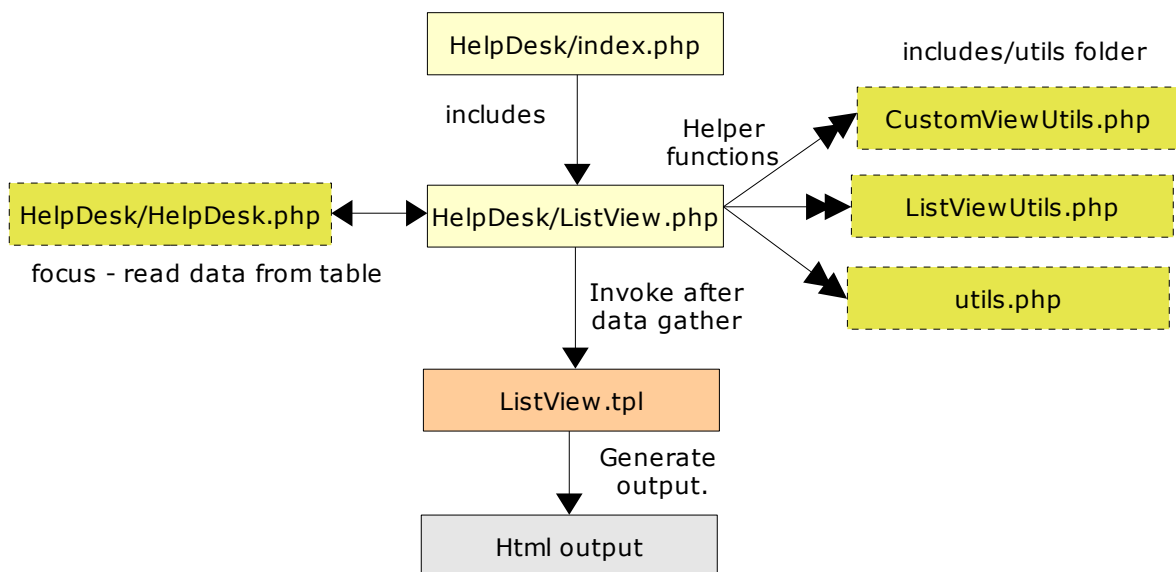 HelpDesk/index.php
includes/utils folder
includes
CustomViewUtils.php
Helper
functions
HelpDesk/HelpDesk.php
HelpDesk/ListView.php
ListViewUtils.php
focus - read data from table
Invoke after
data gather
utils.php
ListView.tpl
Generate
output.
Html output